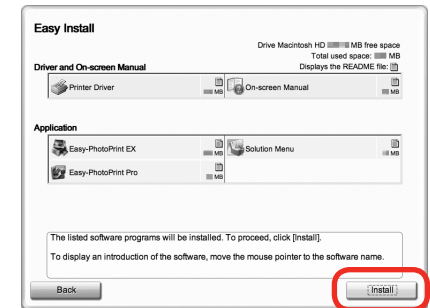 Easy Install
Drive Macintosh HD MB free space
Total used space: MB
Driver and On-screen Manual Displays the README file:
Printer Driver MB On-screen Manual MB
Application
Easy-PhotoPrint EX MB Solution Menu MB
Easy-PhotoPrint Pro MB
The listed software programs will be installed. To proceed, click [Install].
To display an introduction of the software, move the mouse pointer to the software name.
Back Install